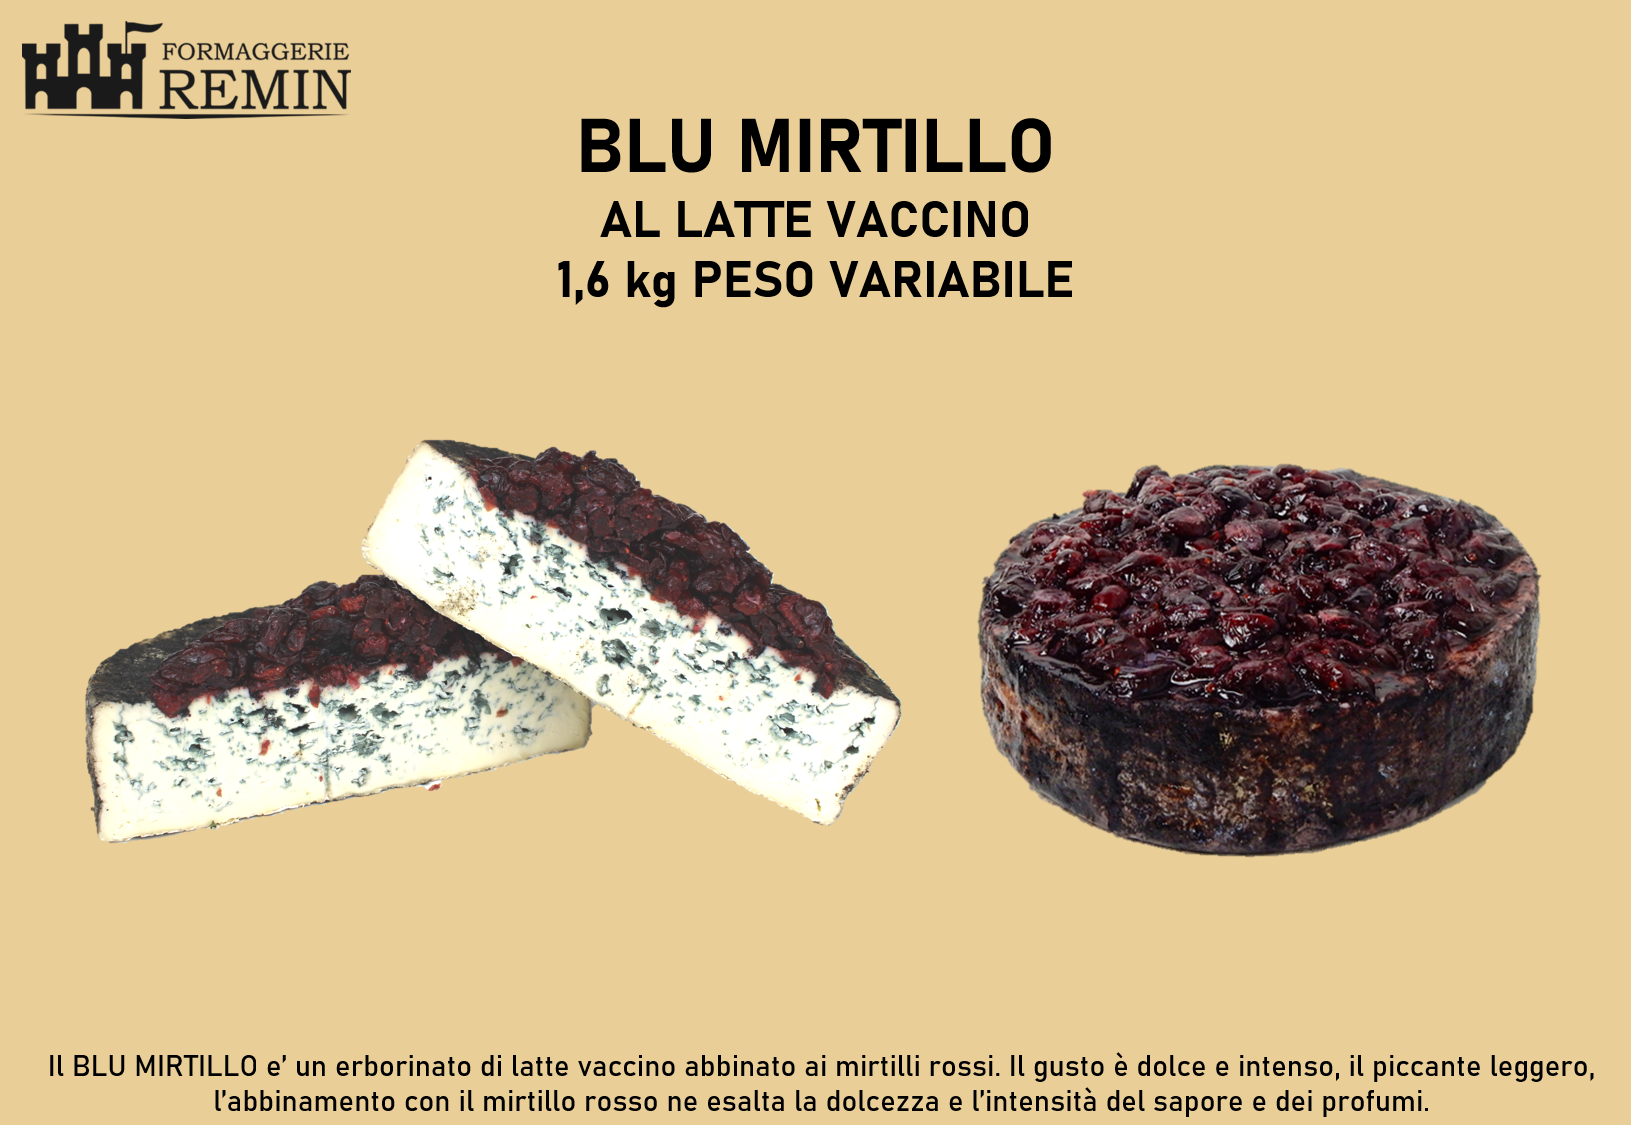 FORMAGGERIE
REMIN
BLU MIRTILLO
AL LATTE VACCINO
1,6 kg PESO VARIABILE
Il BLU MIRTILLO e’ un erborinato di latte vaccino abbinato ai mirtilli rossi. Il gusto è dolce e intenso, il piccante leggero,
l’abbinamento con il mirtillo rosso ne esalta la dolcezza e l’intensità del sapore e dei profumi.